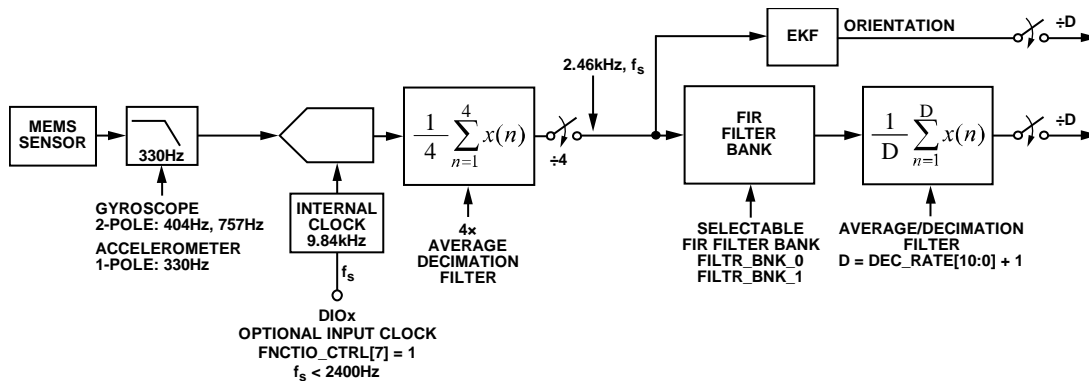 MEMS
SENSOR
330Hz
GYROSCOPE
2-POLE: 404Hz, 757Hz
ACCELEROMETER
1-POLE: 330Hz
INTERNAL
CLOCK
9.84kHz
fs
DIOx
OPTIONAL INPUT CLOCK
FNCTIO_CTRL[7] = 1
fs < 2400Hz
1/4 4∑n=1 x(n)
÷4
4×
AVERAGE
DECIMATION
FILTER
2.46kHz, fs
EKF
ORIENTATION
÷D
FIR
FILTER
BANK
SELECTABLE
FIR FILTER BANK
FILTR_BNK_0
FILTR_BNK_1
1/D D∑n=1 x(n)
÷D
AVERAGE/DECIMATION
FILTER
D = DEC_RATE[10:0] + 1